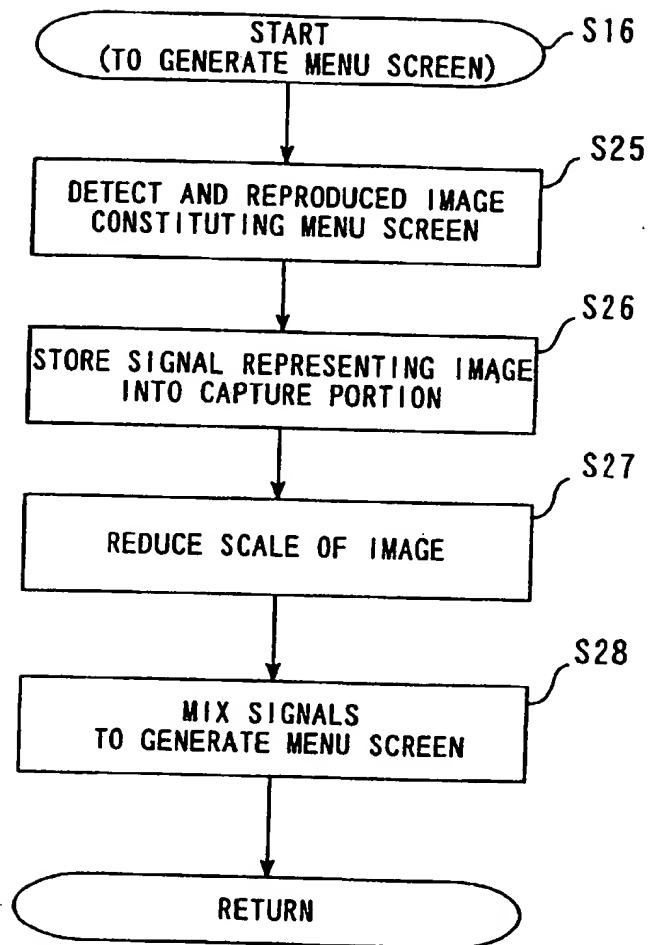 START
(TO GENERATE MENU SCREEN)
S16
S25
DETECT AND REPRODUCED IMAGE
CONSTITUTING MENU SCREEN
S26
STORE SIGNAL REPRESENTING IMAGE
INTO CAPTURE PORTION
S27
REDUCE SCALE OF IMAGE
S28
MIX SIGNALS
TO GENERATE MENU SCREEN
RETURN